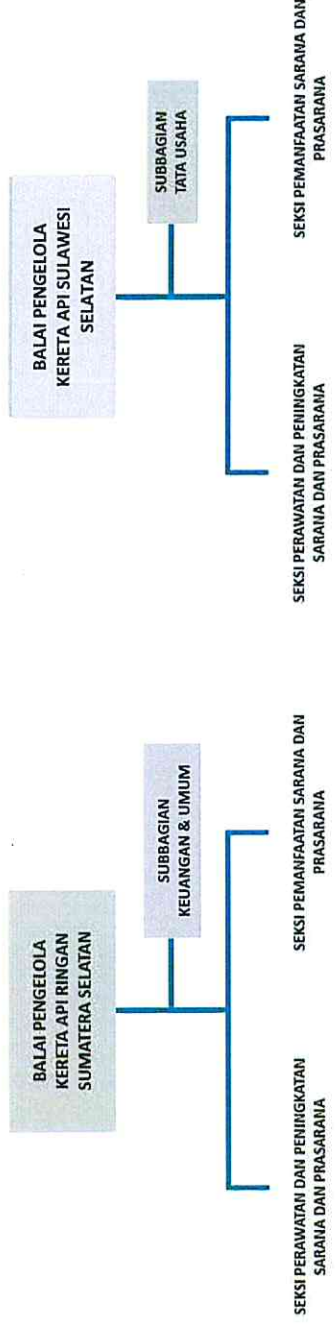 BALAI PENGELOLA
KERETA API RINGAN
SUMATERA SELATAN
SUBBAGIAN
KEUANGAN & UMUM
SEKSI PERAWATAN DAN PENINGKATAN
SARANA DAN PRASARANA
SEKSI PEMANFAATAN SARANA DAN
PRASARANA
BALAI PENGELOLA
KERETA API SULAWESI
SELATAN
SUBBAGIAN
TATA USAHA
SEKSI PERAWATAN DAN PENINGKATAN
SARANA DAN PRASARANA
SEKSI PEMANFAATAN SARANA DAN
PRASARANA